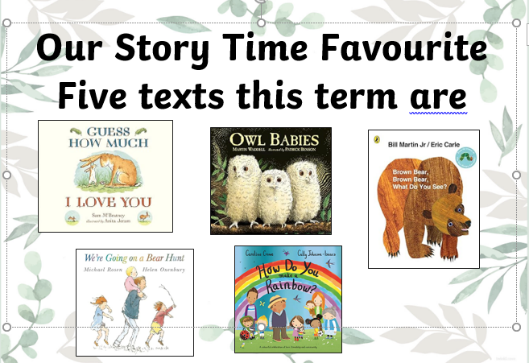 Our Story Time Favourite
Five texts this term are
GUESS
HOW MUCH
I LOVE YOU
Sam McBratney
illustrated by Anita Jeram
OWL BABIES
MARTIN WADDELL illustrated by PATRICK BENSON
Bill Martin Jr / Eric Carle
Brown Bear,
Brown Bear,
What Do You See?
We're Going on a Bear Hunt
Michael Rosen Helen Oxenbury
Caroline Crowe Cally Johnson-Isaacs
How Do You
make a
Rainbow?